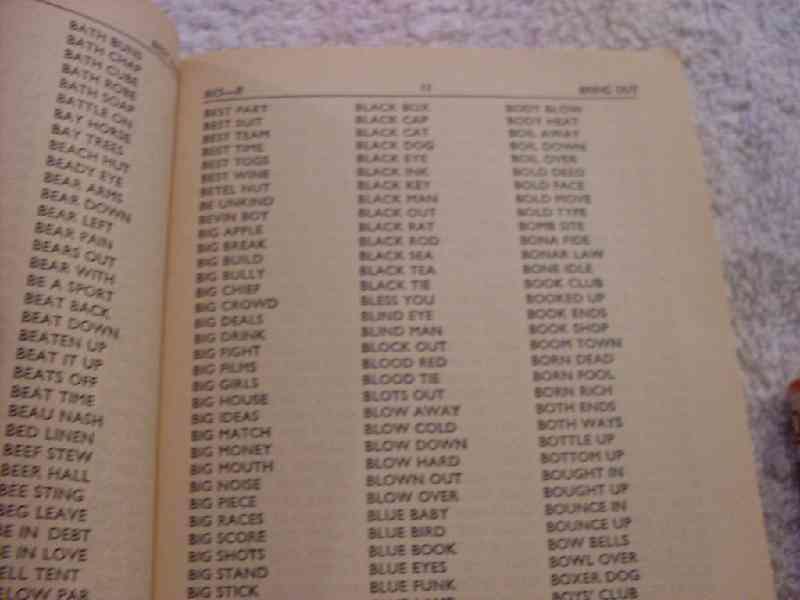 BATH BUNS
BATH CHAP
BATH CUBE
BATH ROBE
BATH SOAP
BATTLE ON
BAY HORSE
BAY TREES
BEACH HUT
BEADY EYE
BEAR ARMS
BEAR DOWN
BEAR LEFT
BEAR PAIN
BEARS OUT
BEAR WITH
BE A SPORT
BEAT BACK
BEAT DOWN
BEATEN UP
BEAT IT UP
BEATS OFF
BEAT TIME
BEAU NASH
BED LINEN
BEEF STEW
BEER HALL
BEE STING
BEG LEAVE
BE IN DEBT
BE IN LOVE
ELL TENT
ELOW PAR
BRING OUT
BEST PART
BEST SUIT
BEST TEAM
BEST TIME
BEST TOGS
BEST WINE
BETEL NUT
BE UNKIND
BEVIN BOY
BIG APPLE
BIG BREAK
BIG BUILD
BIG BULLY
BIG CHIEF
BIG CROWD
BIG DEALS
BIG DRINK
BIG FIGHT
BIG FILMS
BIG GIRLS
BIG HOUSE
BIG IDEAS
BIG MATCH
BIG MONEY
BIG MOUTH
BIG NOISE
BIG PIECE
BIG RACES
BIG SCORE
BIG SHOTS
BIG STAND
BIG STICK
BLACK BOX
BLACK CAP
BLACK CAT
BLACK DOG
BLACK EYE
BLACK INK
BLACK KEY
BLACK MAN
BLACK OUT
BLACK RAT
BLACK ROD
BLACK SEA
BLACK TEA
BLACK TIE
BLESS YOU
BLIND EYE
BLIND MAN
BLOCK OUT
BLOOD RED
BLOOD TIE
BLOTS OUT
BLOW AWAY
BLOW COLD
BLOW DOWN
BLOW HARD
BLOWN OUT
BLOW OVER
BLUE BABY
BLUE BIRD
BLUE BOOK
BLUE EYES
BLUE FUNK
BODY BLOW
BODY HEAT
BOIL AWAY
BOIL DOWN
BOIL OVER
BOLD DEED
BOLD FACE
BOLD MOVE
BOLD TYPE
BOMB SITE
BONA FIDE
BONAR LAW
BONE IDLE
BOOK CLUB
BOOKED UP
BOOK ENDS
BOOK SHOP
BOOM TOWN
BORN DEAD
BORN FOOL
BORN RICH
BOTH ENDS
BOTH WAYS
BOTTLE UP
BOTTOM UP
BOUGHT IN
BOUGHT UP
BOUNCE IN
BOUNCE UP
BOW BELLS
BOWL OVER
BOXER DOG
BOYS' CLUB